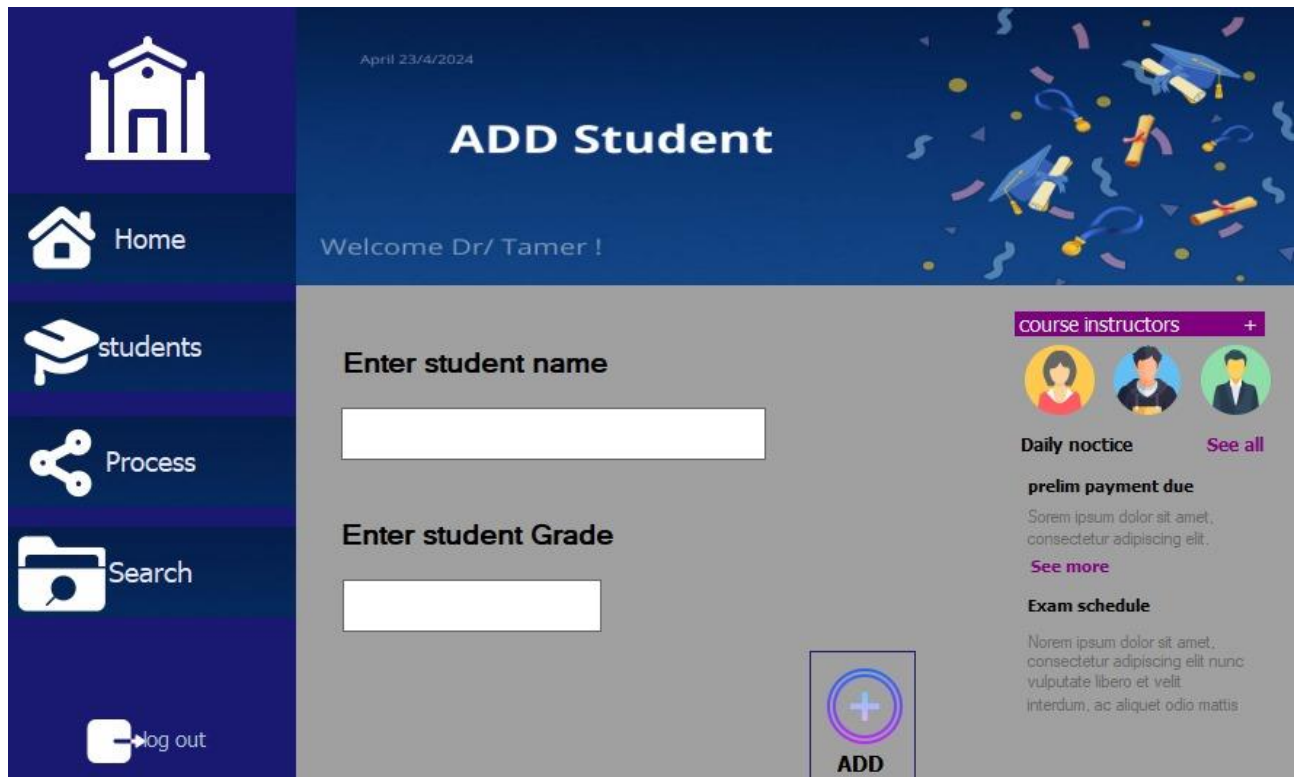 April 23/4/2024
ADD Student
Welcome Dr/ Tamer !
Home
students
Process
Search
log out
Enter student name
Enter student Grade
ADD
course instructors +
Daily noctice See all
prelim payment due
Sorem ipsum dolor sit amet,
consectetur adipiscing elit.
See more
Exam schedule
Norem ipsum dolor sit amet,
consectetur adipiscing elit nunc
vulputate libero et velit
interdum, ac aliquet odio mattis